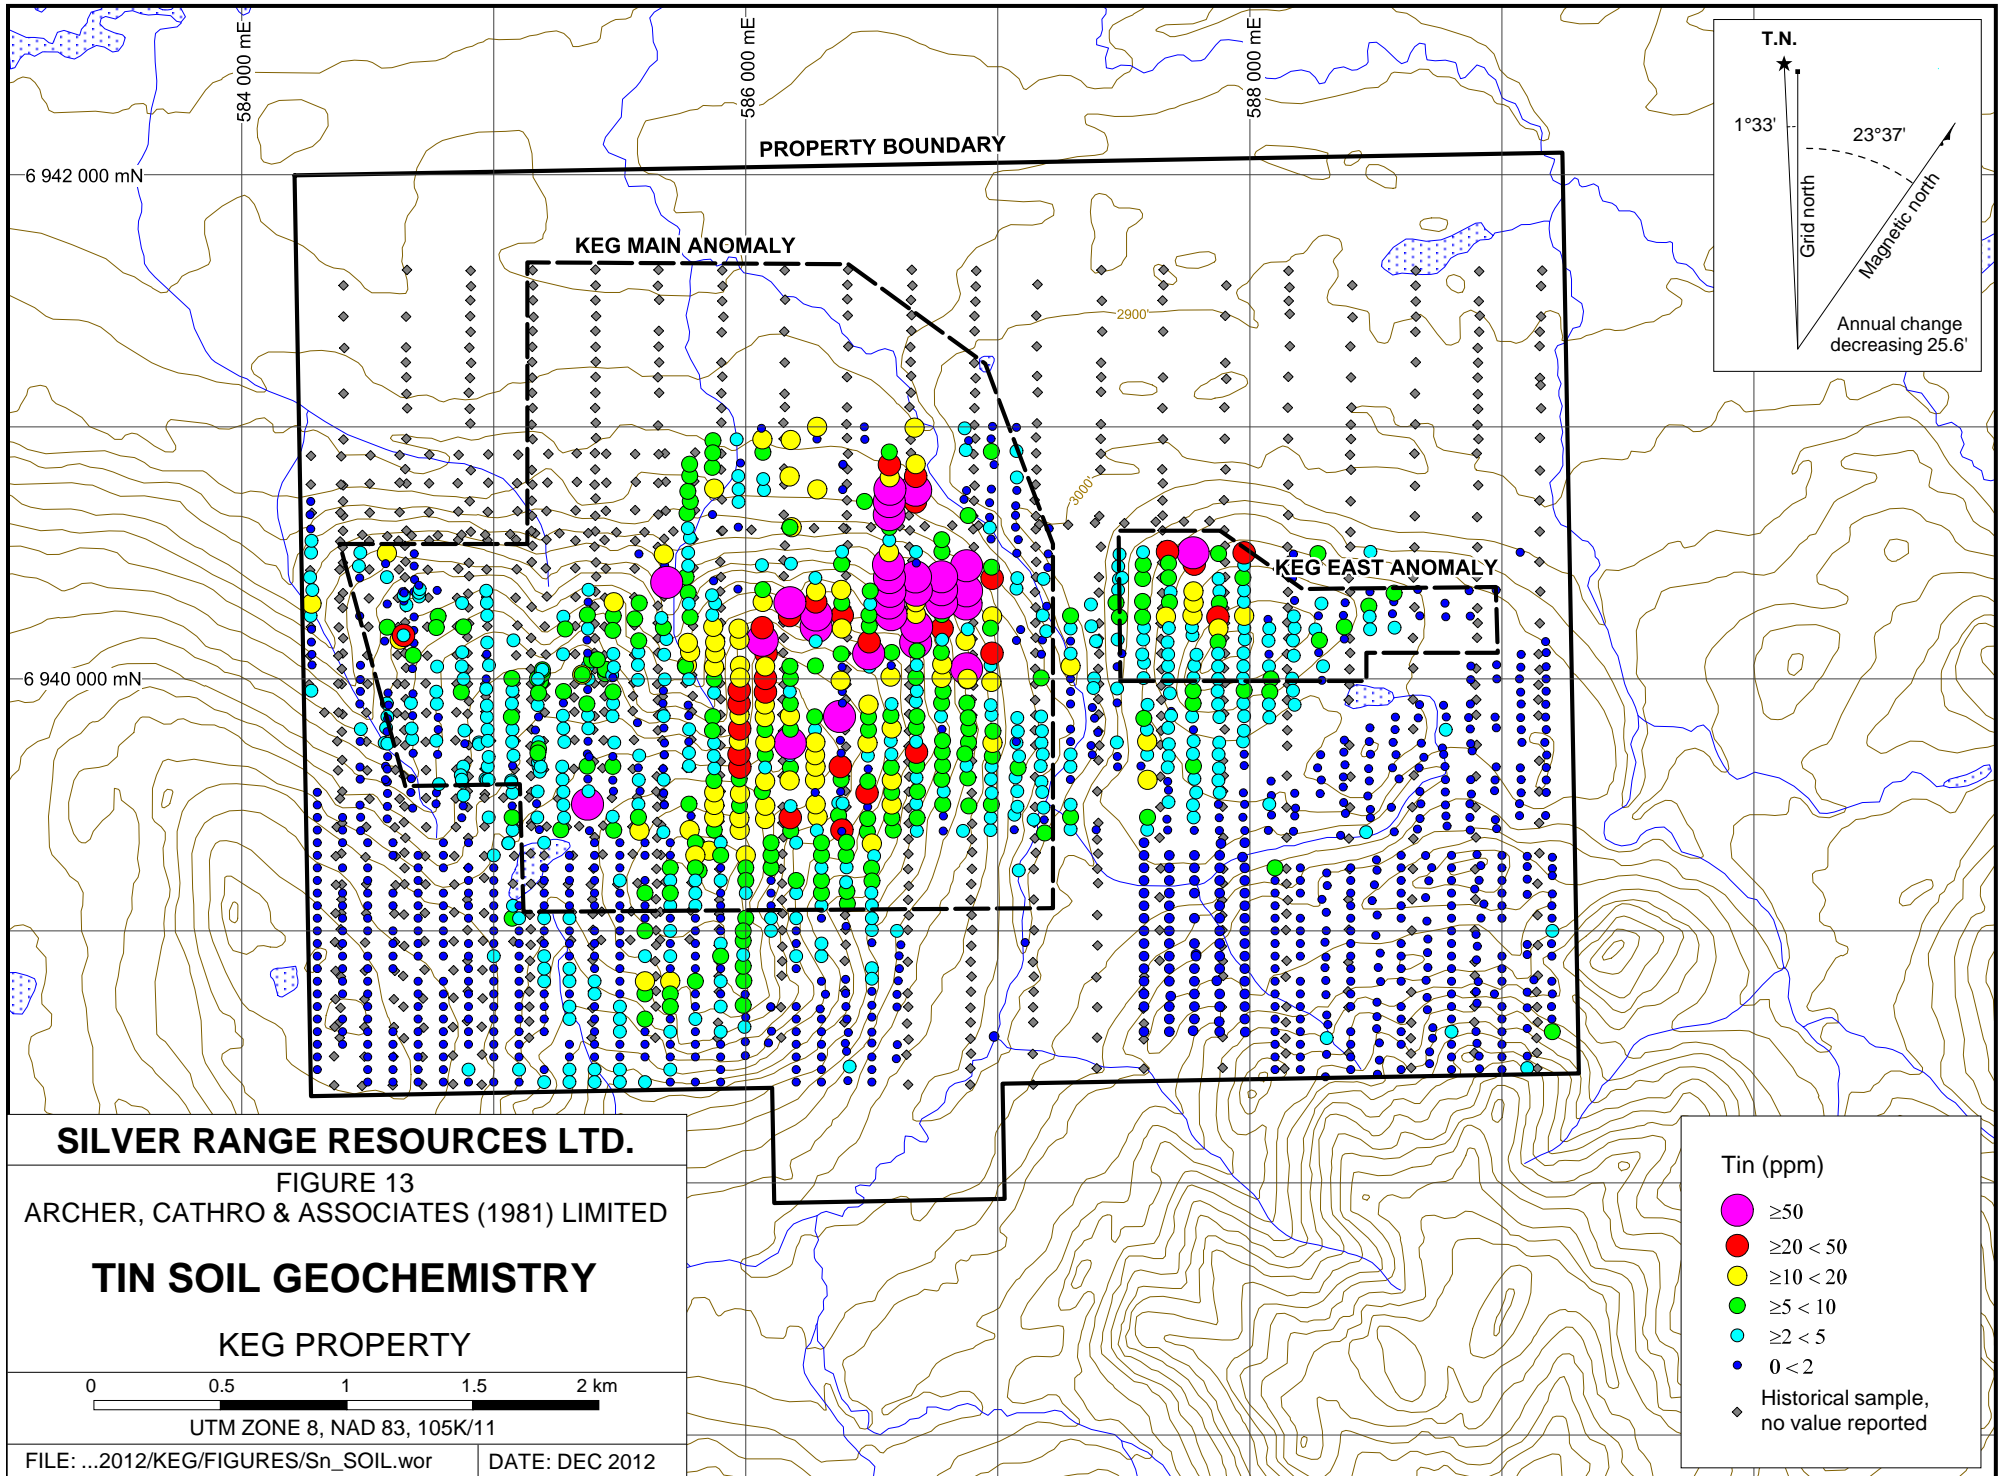 584 000 mE
586 000 mE
588 000 mE
T.N.
1°33'
23°37'
Grid north
Magnetic north
Annual change
decreasing 25.6'
PROPERTY BOUNDARY
6 942 000 mN
KEG MAIN ANOMALY
2900'
3000'
KEG EAST ANOMALY
6 940 000 mN
SILVER RANGE RESOURCES LTD.
FIGURE 13
ARCHER, CATHRO & ASSOCIATES (1981) LIMITED
TIN SOIL GEOCHEMISTRY
KEG PROPERTY
0 0.5 1 1.5 2 km
UTM ZONE 8, NAD 83, 105K/11
FILE: ...2012/KEG/FIGURES/Sn_SOIL.wor
DATE: DEC 2012
Tin (ppm)
≥50
≥20 < 50
≥10 < 20
≥5 < 10
≥2 < 5
0 < 2
Historical sample,
no value reported